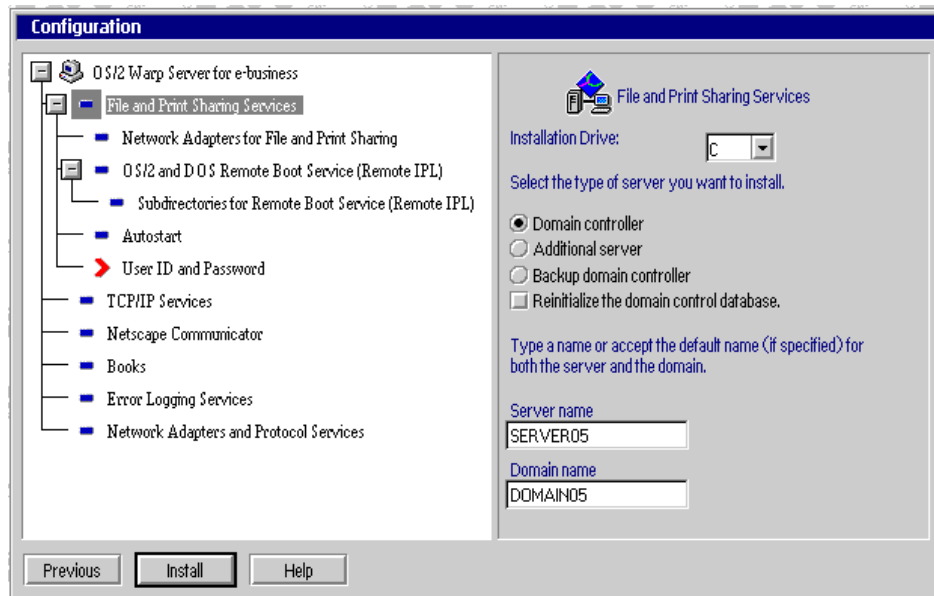 Configuration
OS/2 Warp Server for e-business
File and Print Sharing Services
Network Adapters for File and Print Sharing
OS/2 and DOS Remote Boot Service (Remote IPL)
Subdirectories for Remote Boot Service (Remote IPL)
Autostart
User ID and Password
TCP/IP Services
Netscape Communicator
Books
Error Logging Services
Network Adapters and Protocol Services
File and Print Sharing Services
Installation Drive:
C
Select the type of server you want to install.
Domain controller
Additional server
Backup domain controller
Reinitialize the domain control database.
Type a name or accept the default name (if specified) for
both the server and the domain.
Server name
SERVER05
Domain name
DOMAIN05
Previous
Install
Help